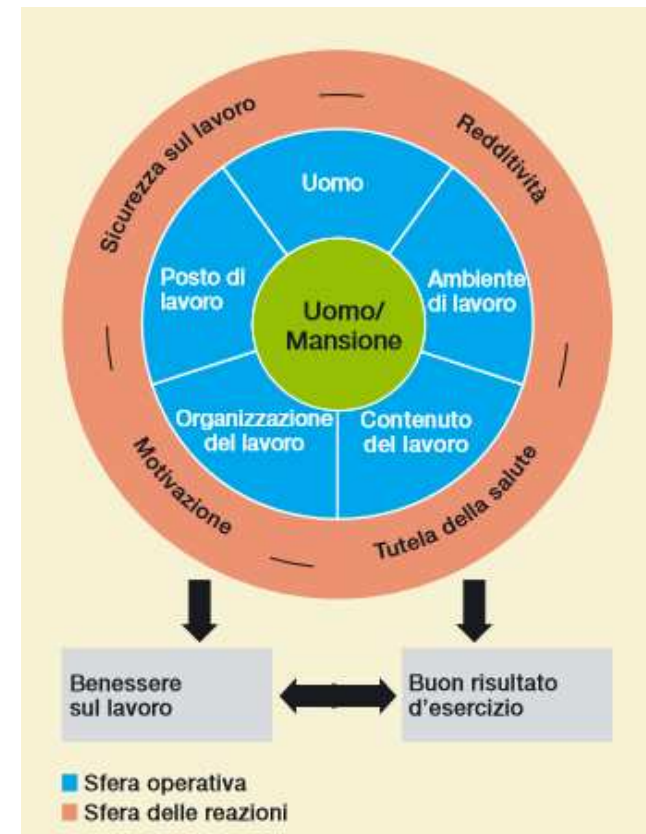 Sicurezza sul lavoro
Redditività
Uomo
Posto di
lavoro
Ambiente
di lavoro
Uomo/
Mansione
Organizzazione
del lavoro
Contenuto
del lavoro
Motivazione
Tutela della salute
Benessere
sul lavoro
Buon risultato
d'esercizio
Sfera operativa
Sfera delle reazioni